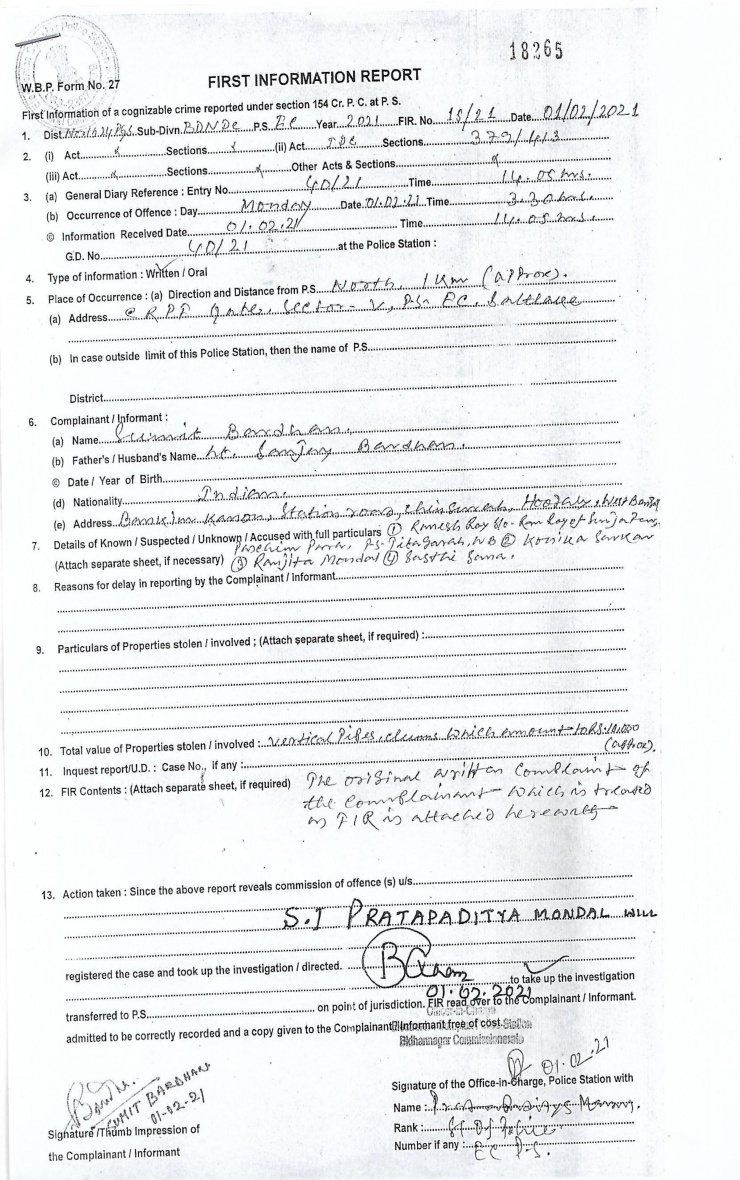 18265
W.B.P. Form No. 27
FIRST INFORMATION REPORT
First Information of a cognizable crime reported under section 154 Cr. P. C. at P. S.
1. Dist. North 24 Pgs. Sub-Divn. BDNDC P.S. EC Year 2021 FIR. No. 15/21 Date 01/02/2021
2. (i) Act x Sections x (ii) Act IPC Sections 379/413
(iii) Act x Sections x Other Acts & Sections x
3. (a) General Diary Reference : Entry No. 40/21 Time 14.05 hrs.
(b) Occurrence of Offence : Day Monday Date 01.02.21 Time 3.30 hrs.
© Information Received Date 01.02.21 Time 14.05 hrs.
G.D. No. 40/21 at the Police Station :
4. Type of information : Written / Oral
5. Place of Occurrence : (a) Direction and Distance from P.S. North, 1 Km (approx).
(a) Address @ RPF Gate, Sector - V, PS- EC, Saltlake
(b) In case outside limit of this Police Station, then the name of P.S.
District
6. Complainant / Informant :
(a) Name Sumit Bardhan.
(b) Father's / Husband's Name Lt. Sanjay Bardhan.
© Date / Year of Birth
(d) Nationality Indian.
(e) Address Bankim Kanan, Station road, Chinsurah, Hooghly, West Bengal
7. Details of Known / Suspected / Unknown / Accused with full particulars ① Ramesh Ray S/o- Ram Ray of
(Attach separate sheet, if necessary) Paschim Para, PS- Titagarah, WB ② Konika Sarkar
③ Ranjita Mondal ④ Sasthi Sana.
8. Reasons for delay in reporting by the Complainant / Informant
9. Particulars of Properties stolen / involved ; (Attach separate sheet, if required) :
10. Total value of Properties stolen / involved : Vertical Pipes, clums which amount to RS. 10,000
(approx).
11. Inquest report/U.D. : Case No., if any :
12. FIR Contents : (Attach separate sheet, if required) The original written complaint of
the complainant which is treated
as FIR is attached herewith
13. Action taken : Since the above report reveals commission of offence (s) u/s
S.I PRATAPADITYA MONDAL WILL
registered the case and took up the investigation / directed. to take up the investigation
01.02.2021
transferred to P.S. on point of jurisdiction. FIR read over to the Complainant / Informant.
Officer-in-Charge
admitted to be correctly recorded and a copy given to the Complainant / Informant free of cost.
Station
Bidhannagar Commissionerate
01.02.21
Signature of the Office-in-Charge, Police Station with
SUMIT BARDHAN
01-02-21
Name : Pratapaditya Mondal.
Signature / Thumb Impression of
Rank : SI Of Police
the Complainant / Informant
Number if any : EC P.S.